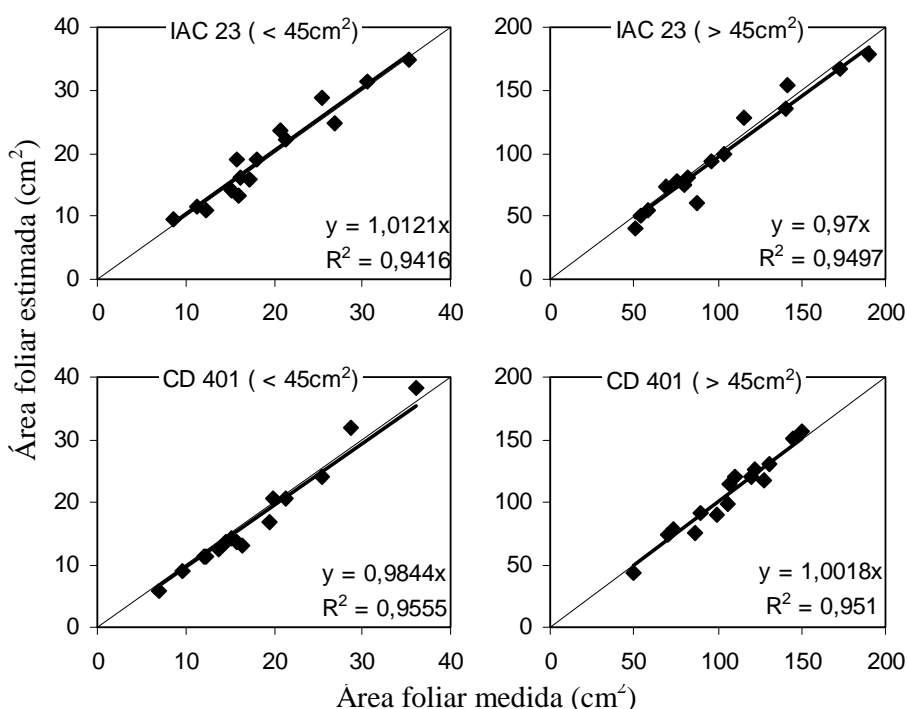 Área foliar estimada (cm²)
IAC 23 ( < 45cm²)
40
30
20
10
0
0 10 20 30 40
y = 1,0121x
R² = 0,9416
IAC 23 ( > 45cm²)
200
150
100
50
0
0 50 100 150 200
y = 0,97x
R² = 0,9497
CD 401 ( < 45cm²)
40
30
20
10
0
0 10 20 30 40
y = 0,9844x
R² = 0,9555
CD 401 ( > 45cm²)
200
150
100
50
0
0 50 100 150 200
y = 1,0018x
R² = 0,951
Área foliar medida (cm²)